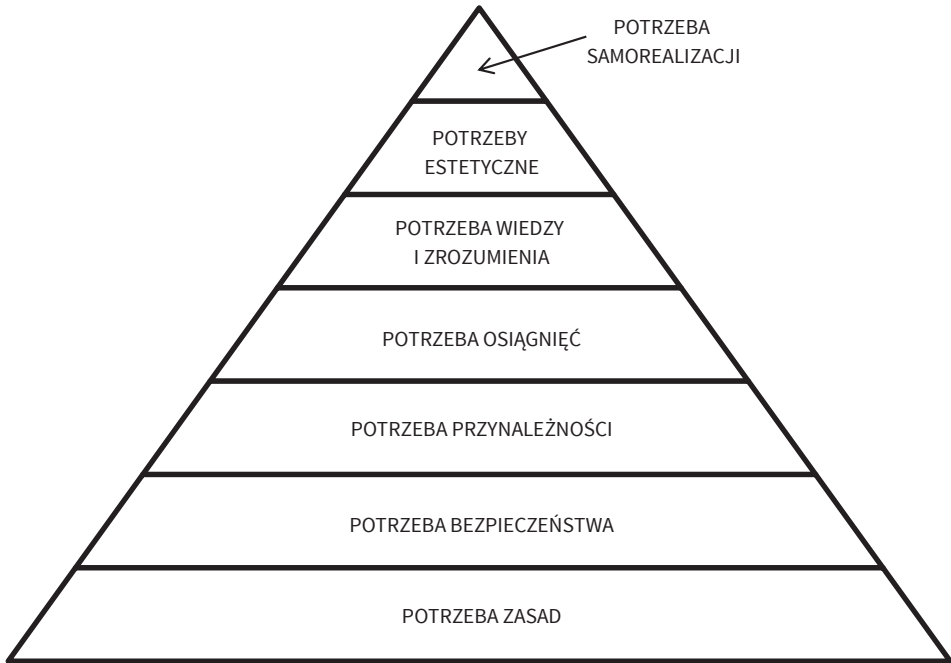 POTRZEBA
SAMOREALIZACJI
POTRZEBY
ESTETYCZNE
POTRZEBA WIEDZY
I ZROZUMIENIA
POTRZEBA OSIĄGNIĘĆ
POTRZEBA PRZYNALEŻNOŚCI
POTRZEBA BEZPIECZEŃSTWA
POTRZEBA ZASAD